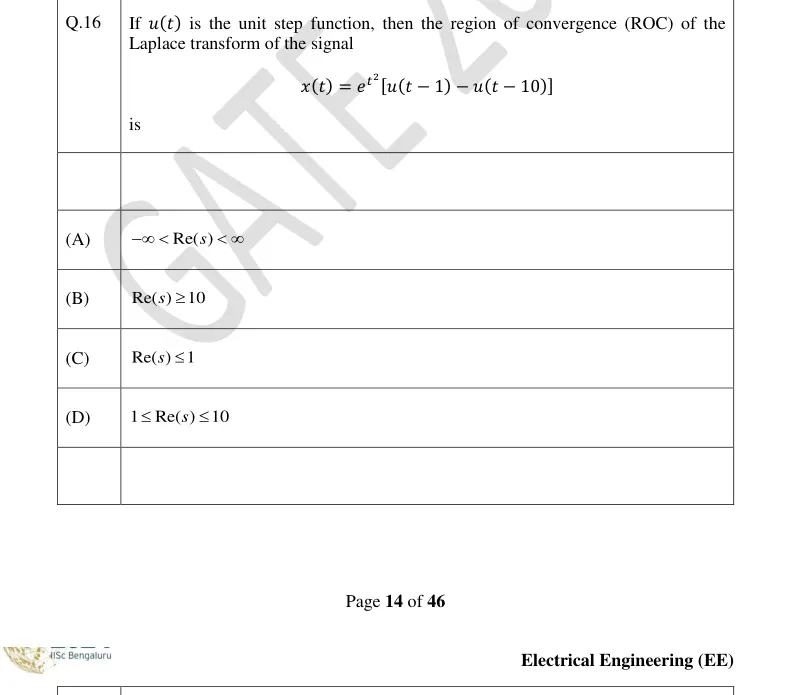 Q.16 If 𝑢(𝑡) is the unit step function, then the region of convergence (ROC) of the
Laplace transform of the signal
𝑥(𝑡) = 𝑒^{𝑡^2}[𝑢(𝑡 − 1) − 𝑢(𝑡 − 10)]
is
(A) −∞ < Re(s) < ∞
(B) Re(s) ≥ 10
(C) Re(s) ≤ 1
(D) 1 ≤ Re(s) ≤ 10
Page 14 of 46
IISc Bengaluru
Electrical Engineering (EE)
GATE